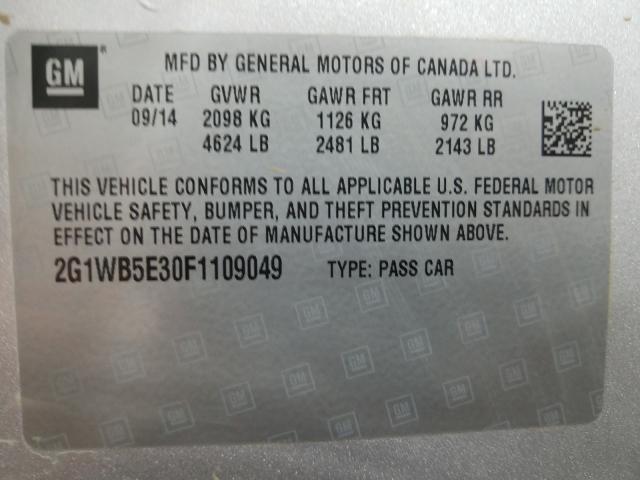 GM ® MFD BY GENERAL MOTORS OF CANADA LTD.
DATE GVWR GAWR FRT GAWR RR
09/14 2098 KG 1126 KG 972 KG
4624 LB 2481 LB 2143 LB
THIS VEHICLE CONFORMS TO ALL APPLICABLE U.S. FEDERAL MOTOR
VEHICLE SAFETY, BUMPER, AND THEFT PREVENTION STANDARDS IN
EFFECT ON THE DATE OF MANUFACTURE SHOWN ABOVE.
2G1WB5E30F1109049 TYPE: PASS CAR